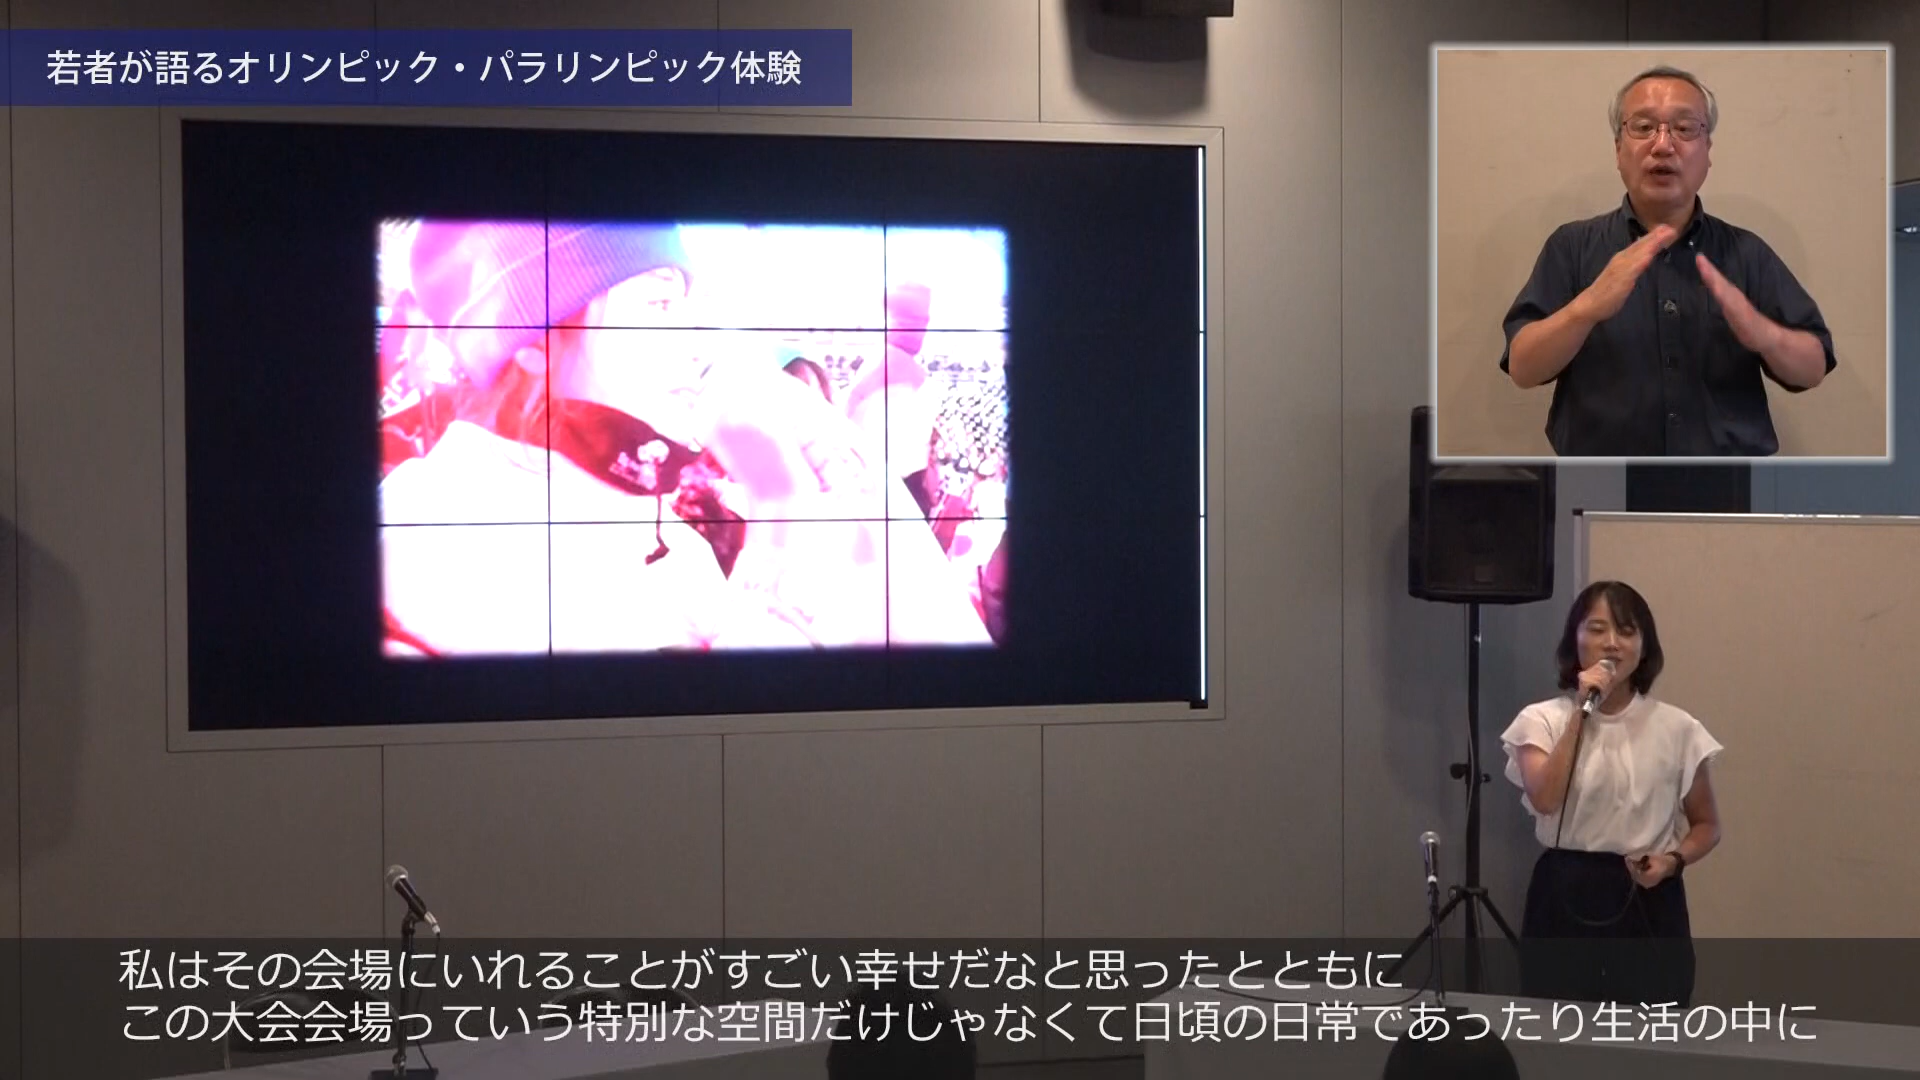 若者が語るオリンピック・パラリンピック体験
私はその会場にいれることがすごい幸せだなと思ったとともに
この大会会場っていう特別な空間だけじゃなくて日頃の日常であったり生活の中に